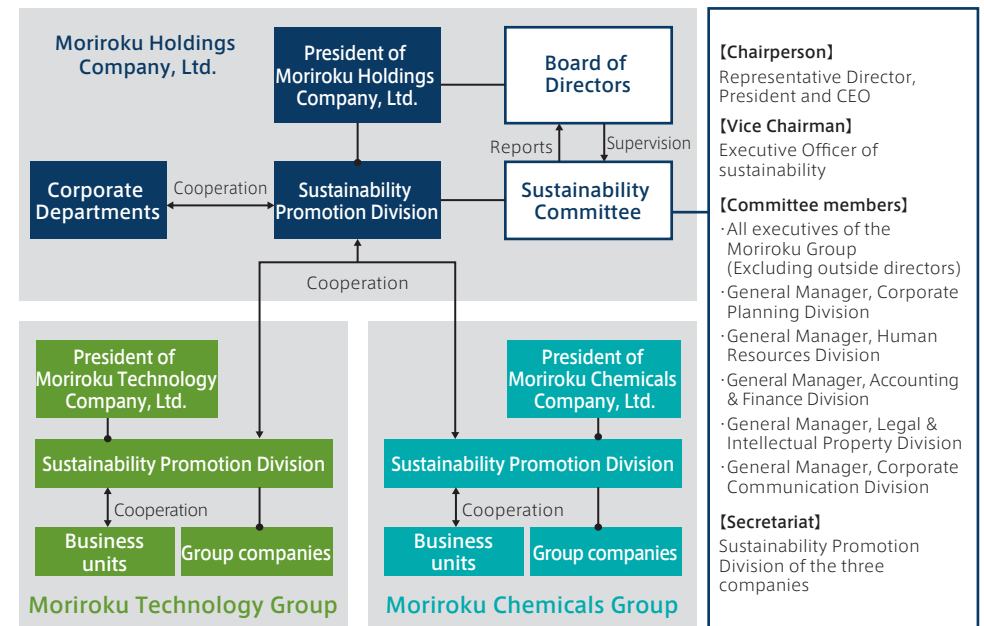 Moriroku Holdings
Company, Ltd.
President of
Moriroku Holdings
Company, Ltd.
Board of
Directors
Reports
Supervision
Corporate
Departments
Cooperation
Sustainability
Promotion Division
Sustainability
Committee
Cooperation
President of
Moriroku Technology
Company, Ltd.
Sustainability Promotion Division
Cooperation
Business
units
Group companies
Moriroku Technology Group
President of
Moriroku Chemicals
Company, Ltd.
Sustainability Promotion Division
Cooperation
Business
units
Group companies
Moriroku Chemicals Group
【Chairperson】
Representative Director,
President and CEO
【Vice Chairman】
Executive Officer of
sustainability
【Committee members】
·All executives of the
Moriroku Group
(Excluding outside directors)
·General Manager, Corporate
Planning Division
·General Manager, Human
Resources Division
·General Manager, Accounting
& Finance Division
·General Manager, Legal &
Intellectual Property Division
·General Manager, Corporate
Communication Division
【Secretariat】
Sustainability Promotion
Division of the three
companies